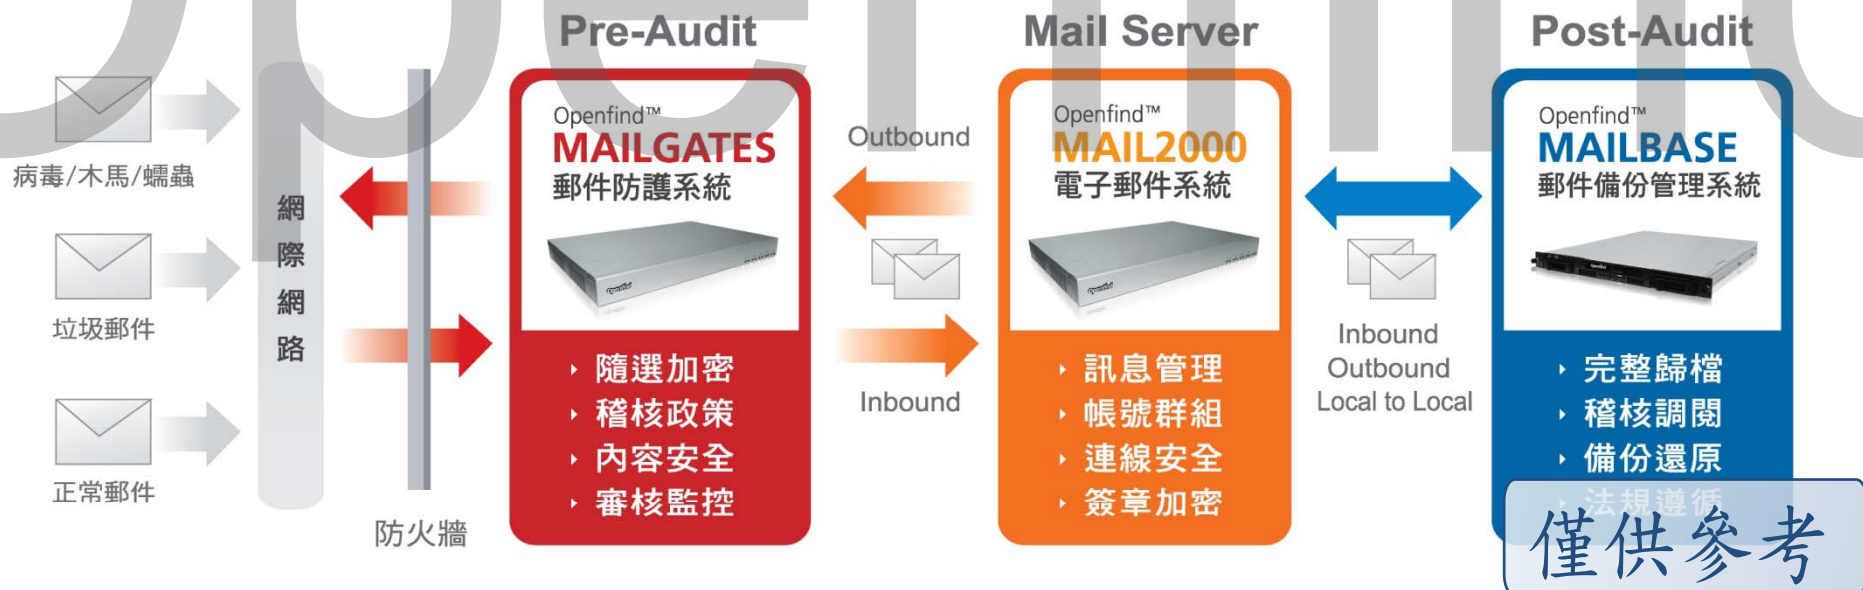 Openfind
Pre-Audit
Mail Server
Post-Audit
病毒/木馬/蠕蟲
垃圾郵件
正常郵件
網際網路
防火牆
Openfind™
MAILGATES
郵件防護系統
Openfind
隨選加密
稽核政策
內容安全
審核監控
Outbound
Inbound
Openfind™
MAIL2000
電子郵件系統
Openfind
訊息管理
帳號群組
連線安全
簽章加密
Inbound
Outbound
Local to Local
Openfind™
MAILBASE
郵件備份管理系統
Openfind
完整歸檔
稽核調閱
備份還原
法規遵循
僅供參考